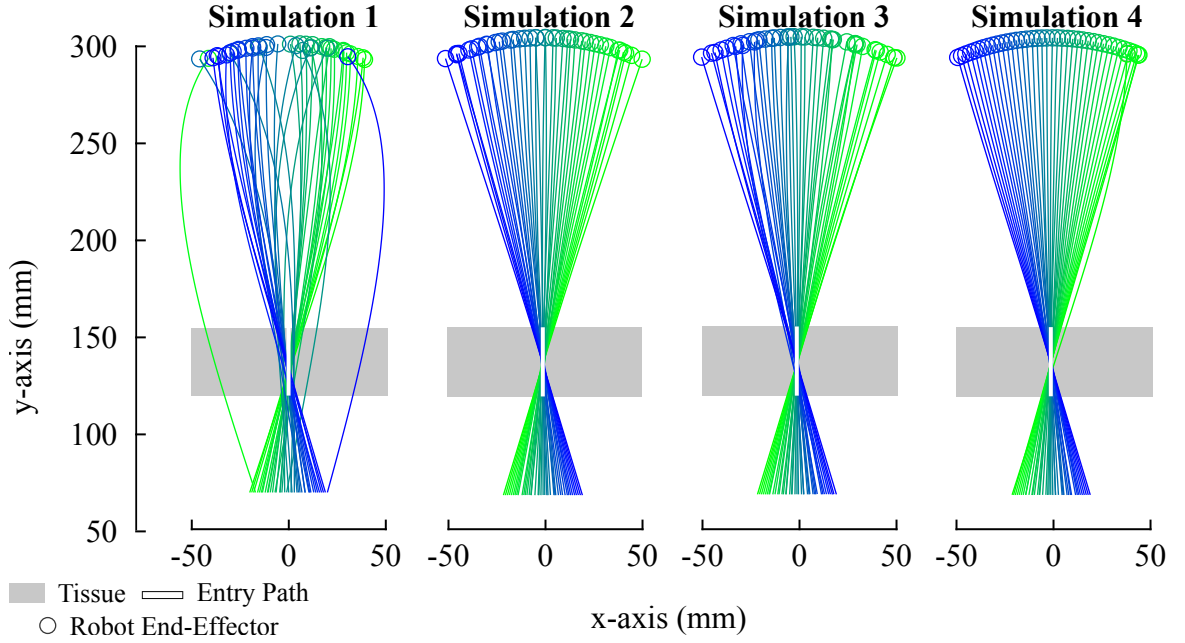 Simulation 1 Simulation 2 Simulation 3 Simulation 4
300
250
200
150
100
50
y-axis (mm)
-50 0 50 -50 0 50 -50 0 50 -50 0 50
Tissue Entry Path
Robot End-Effector
x-axis (mm)